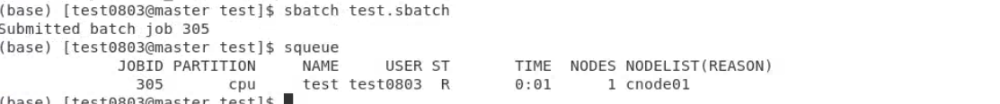 (base) [test0803@master test]$ sbatch test.sbatch
Submitted batch job 305
(base) [test0803@master test]$ squeue
             JOBID PARTITION     NAME     USER ST       TIME  NODES NODELIST(REASON)
               305       cpu     test test0803  R       0:01      1 cnode01
(base) [test0803@master test]$